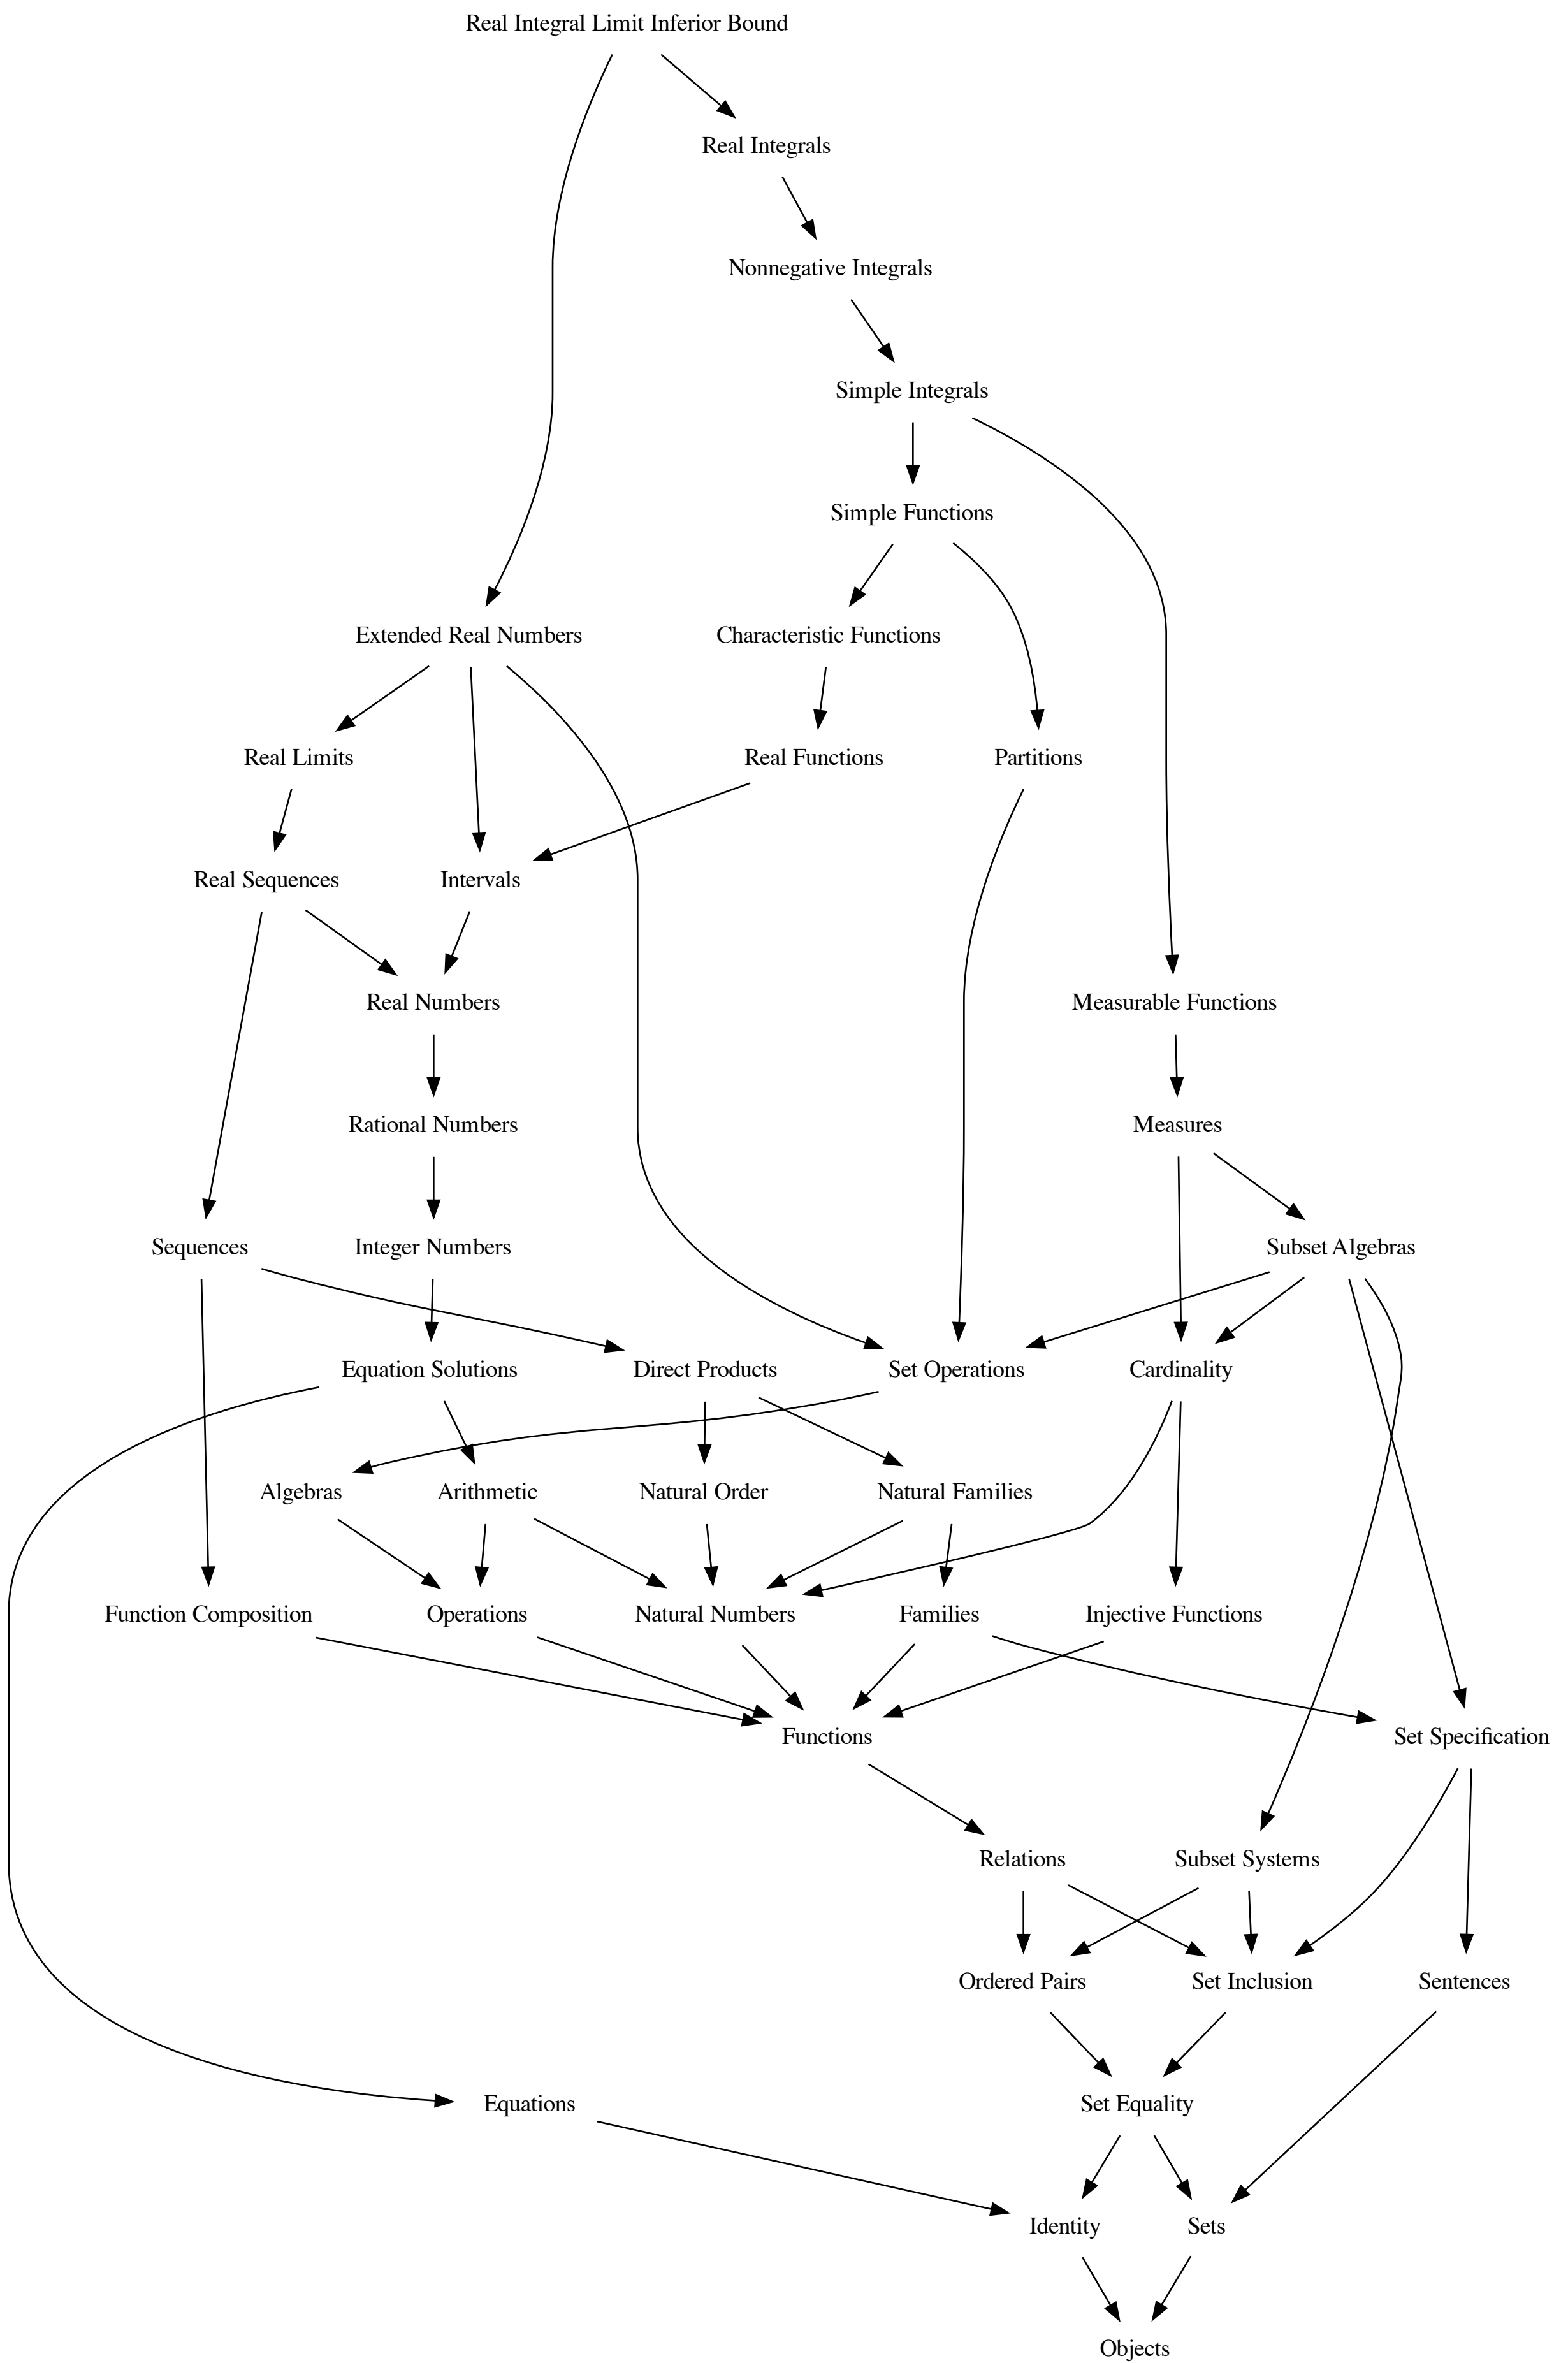 Real Integral Limit Inferior Bound
Real Integrals
Nonnegative Integrals
Simple Integrals
Simple Functions
Extended Real Numbers
Characteristic Functions
Real Limits
Real Functions
Partitions
Real Sequences
Intervals
Real Numbers
Measurable Functions
Rational Numbers
Measures
Sequences
Integer Numbers
Subset Algebras
Equation Solutions
Direct Products
Set Operations
Cardinality
Algebras
Arithmetic
Natural Order
Natural Families
Function Composition
Operations
Natural Numbers
Families
Injective Functions
Functions
Set Specification
Relations
Subset Systems
Ordered Pairs
Set Inclusion
Sentences
Equations
Set Equality
Identity
Sets
Objects